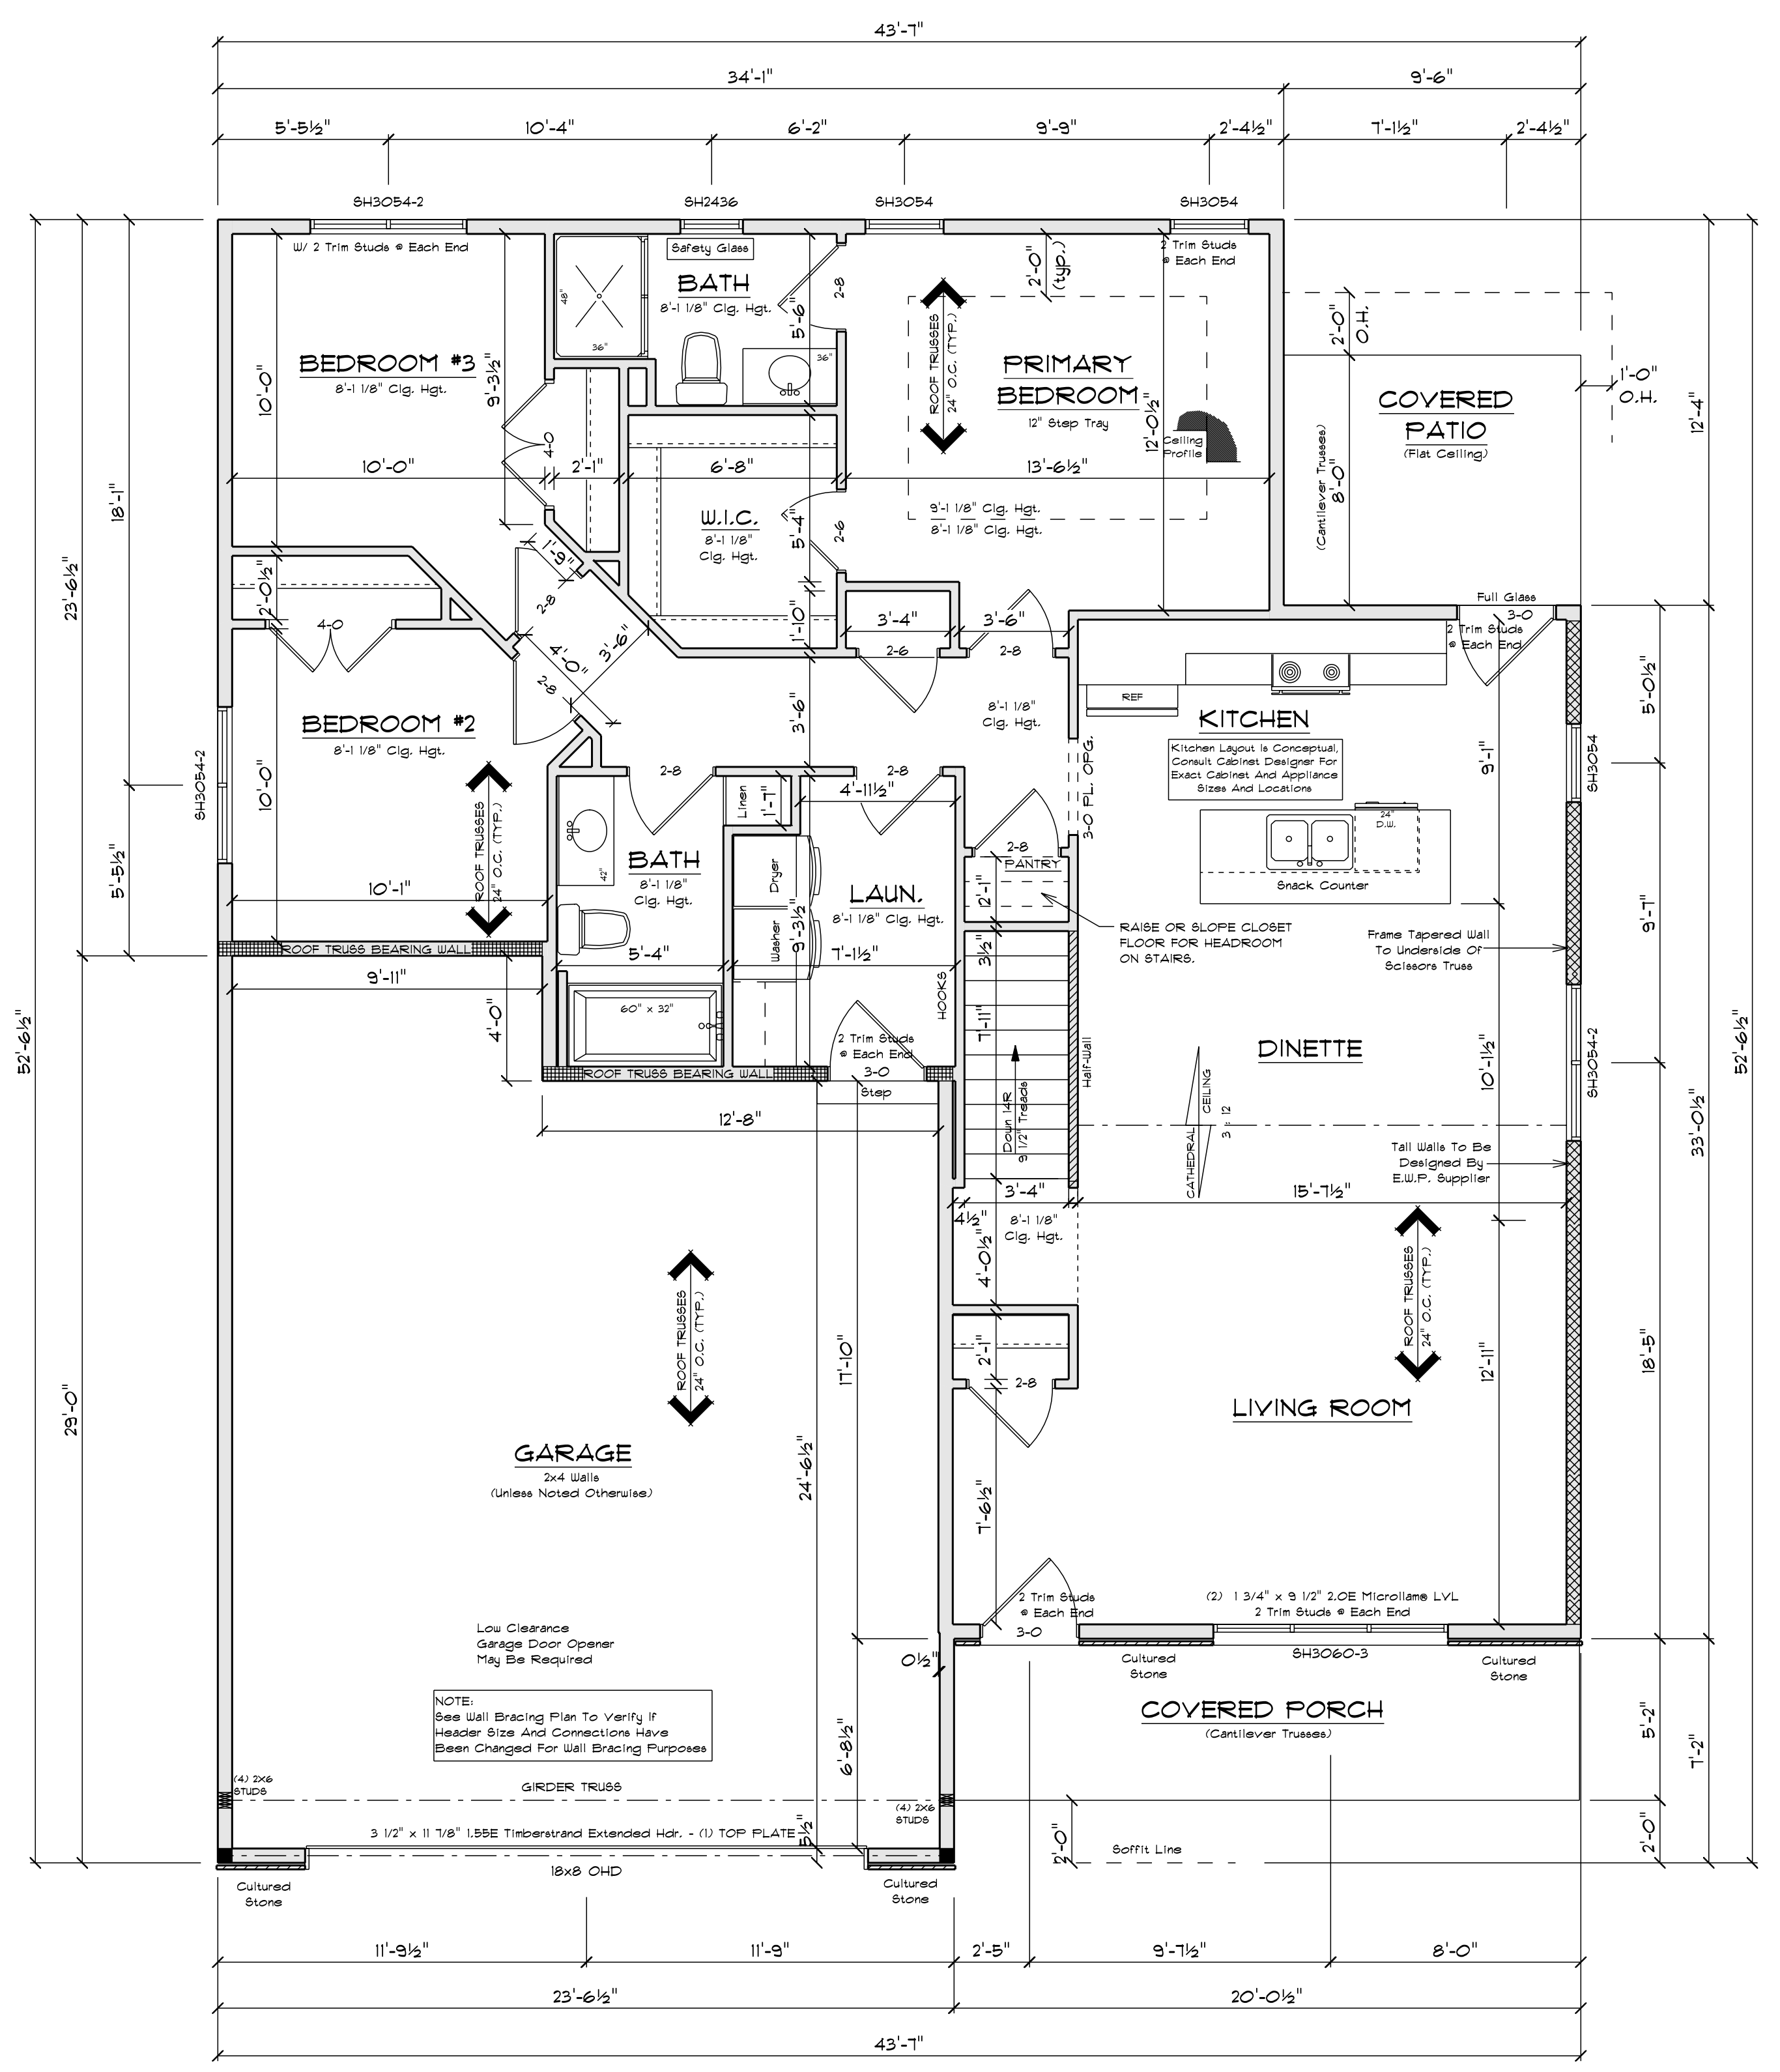 43'-7"
34'-1"
9'-6"
5'-5½"
10'-4"
6'-2"
9'-9"
2'-4½"
7'-1½"
2'-4½"
SH3054-2
SH2436
SH3054
SH3054
W/ 2 Trim Studs @ Each End
Safety Glass
2 Trim Studs
@ Each End
2'-0"
(typ.)
BATH
8'-1 1/8" Clg. Hgt.
48"
36"
36"
5'-6"
2-8
BEDROOM #3
8'-1 1/8" Clg. Hgt.
10'-0"
9'-3½"
ROOF TRUSSES
24" O.C. (TYP.)
PRIMARY
BEDROOM
12" Step Tray
12'-0½"
Ceiling
Profile
2'-0"
O.H.
1'-0"
O.H.
COVERED
PATIO
(Flat Ceiling)
(Cantilever Trusses)
8'-0"
12'-4"
10'-0"
4-0
2'-1"
6'-8"
13'-6½"
W.I.C.
8'-1 1/8"
Clg. Hgt.
5'-4"
2-6
9'-1 1/8" Clg. Hgt.
8'-1 1/8" Clg. Hgt.
18'-1"
23'-6½"
1'-9"
2'-0½"
2-8
4-0
3'-6"
4'-0"
2-8
1'-10"
3'-4"
3'-6"
2-6
2-8
Full Glass
3-0
2 Trim Studs
@ Each End
5'-0½"
REF
8'-1 1/8"
Clg. Hgt.
3'-6"
BEDROOM #2
8'-1 1/8" Clg. Hgt.
KITCHEN
Kitchen Layout Is Conceptual,
Consult Cabinet Designer For
Exact Cabinet And Appliance
Sizes And Locations
9'-1"
SH3054
SH3054-2
10'-0"
2-8
2-8
3-0 PL. OPG.
4'-11½"
Linen
1'-7"
24"
D.W.
Snack Counter
5'-5½"
ROOF TRUSSES
24" O.C. (TYP.)
BATH
8'-1 1/8"
Clg. Hgt.
42"
Dryer
Washer
9'-3½"
LAUN.
8'-1 1/8" Clg. Hgt.
2-8
PANTRY
2'-1"
RAISE OR SLOPE CLOSET
FLOOR FOR HEADROOM
ON STAIRS.
10'-1"
9'-7"
Frame Tapered Wall
To Underside Of
Scissors Truss
ROOF TRUSS BEARING WALL
9'-11"
5'-4"
7'-1½"
3½"
HOOKS
7'-11"
4'-0"
60" x 32"
2 Trim Studs
@ Each End
3-0
Step
ROOF TRUSS BEARING WALL
Half-Wall
DINETTE
10'-1½"
SH3054-2
52'-6½"
52'-6½"
33'-0½"
12'-8"
Down 14R
9 1/2" Treads
CATHEDRAL
CEILING
3 : 12
Tall Walls To Be
Designed By
E.W.P. Supplier
3'-4"
15'-7½"
4½"
8'-1 1/8"
Clg. Hgt.
4'-0½"
ROOF TRUSSES
24" O.C. (TYP.)
ROOF TRUSSES
24" O.C. (TYP.)
17'-10"
2'-1"
2-8
12'-11"
18'-5"
29'-0"
LIVING ROOM
GARAGE
2x4 Walls
(Unless Noted Otherwise)
24'-6½"
7'-6½"
Low Clearance
Garage Door Opener
May Be Required
2 Trim Studs
@ Each End
3-0
(2) 1 3/4" x 9 1/2" 2.0E Microllam® LVL
2 Trim Studs @ Each End
SH3060-3
0½"
Cultured
Stone
Cultured
Stone
NOTE:
See Wall Bracing Plan To Verify If
Header Size And Connections Have
Been Changed For Wall Bracing Purposes
COVERED PORCH
(Cantilever Trusses)
6'-8½"
5'-2"
7'-2"
(4) 2X6
STUDS
GIRDER TRUSS
(4) 2X6
STUDS
3 1/2" x 11 7/8" 1.55E Timberstrand Extended Hdr. - (1) TOP PLATE
5½"
2'-0"
Soffit Line
2'-0"
18x8 OHD
Cultured
Stone
Cultured
Stone
11'-9½"
11'-9"
2'-5"
9'-7½"
8'-0"
23'-6½"
20'-0½"
43'-7"